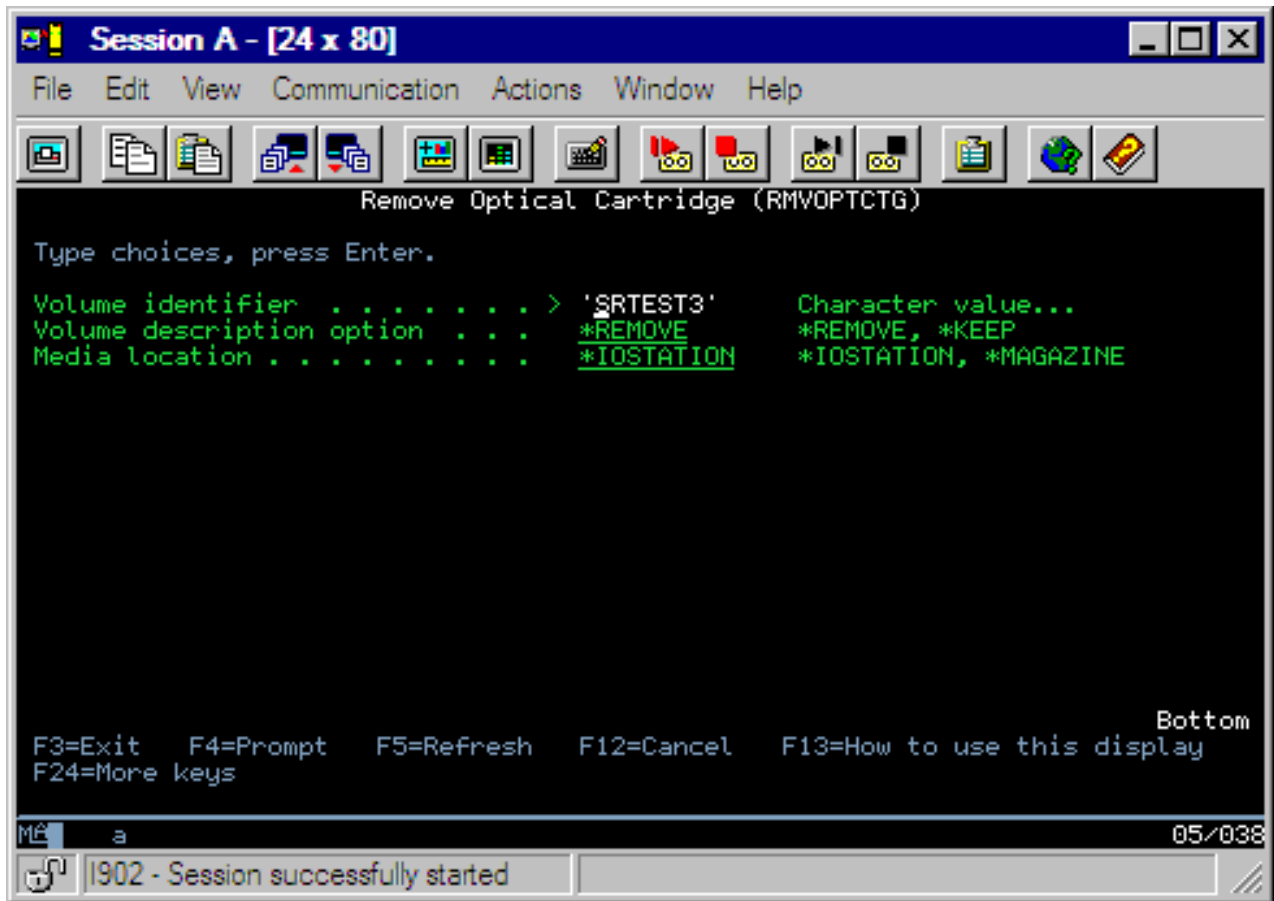 Session A - [24 x 80]
File Edit View Communication Actions Window Help
Remove Optical Cartridge (RMVOPTCTG)
Type choices, press Enter.
Volume identifier . . . . . . . > 'SRTEST3' Character value...
Volume description option . . . *REMOVE *REMOVE, *KEEP
Media location . . . . . . . . . *IOSTATION *IOSTATION, *MAGAZINE
Bottom
F3=Exit F4=Prompt F5=Refresh F12=Cancel F13=How to use this display
F24=More keys
a 05/038
I902 - Session successfully started